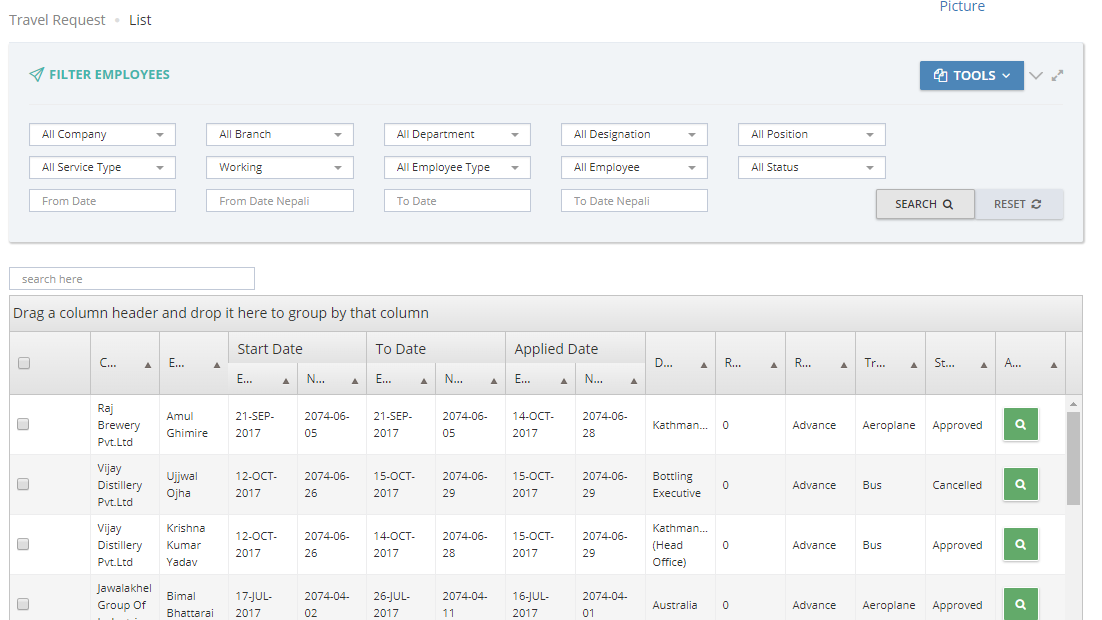 Picture
Travel Request • List
FILTER EMPLOYEES
TOOLS
All Company All Branch All Department All Designation All Position
All Service Type Working All Employee Type All Employee All Status
From Date From Date Nepali To Date To Date Nepali
SEARCH RESET
search here
Drag a column header and drop it here to group by that column
C... E... Start Date To Date Applied Date D... R... R... Tr... St... A...
E... N... E... N... E... N...
Raj Brewery Pvt.Ltd Amul Ghimire 21-SEP-2017 2074-06-05 21-SEP-2017 2074-06-05 14-OCT-2017 2074-06-28 Kathman... 0 Advance Aeroplane Approved
Vijay Distillery Pvt.Ltd Ujjwal Ojha 12-OCT-2017 2074-06-26 15-OCT-2017 2074-06-29 15-OCT-2017 2074-06-29 Bottling Executive 0 Advance Bus Cancelled
Vijay Distillery Pvt.Ltd Krishna Kumar Yadav 12-OCT-2017 2074-06-26 14-OCT-2017 2074-06-28 15-OCT-2017 2074-06-29 Kathman... (Head Office) 0 Advance Bus Approved
Jawalakhel Group Of Bimal Bhattarai 17-JUL-2017 2074-04-02 26-JUL-2017 2074-04-11 16-JUL-2017 2074-04-01 Australia 0 Advance Aeroplane Approved